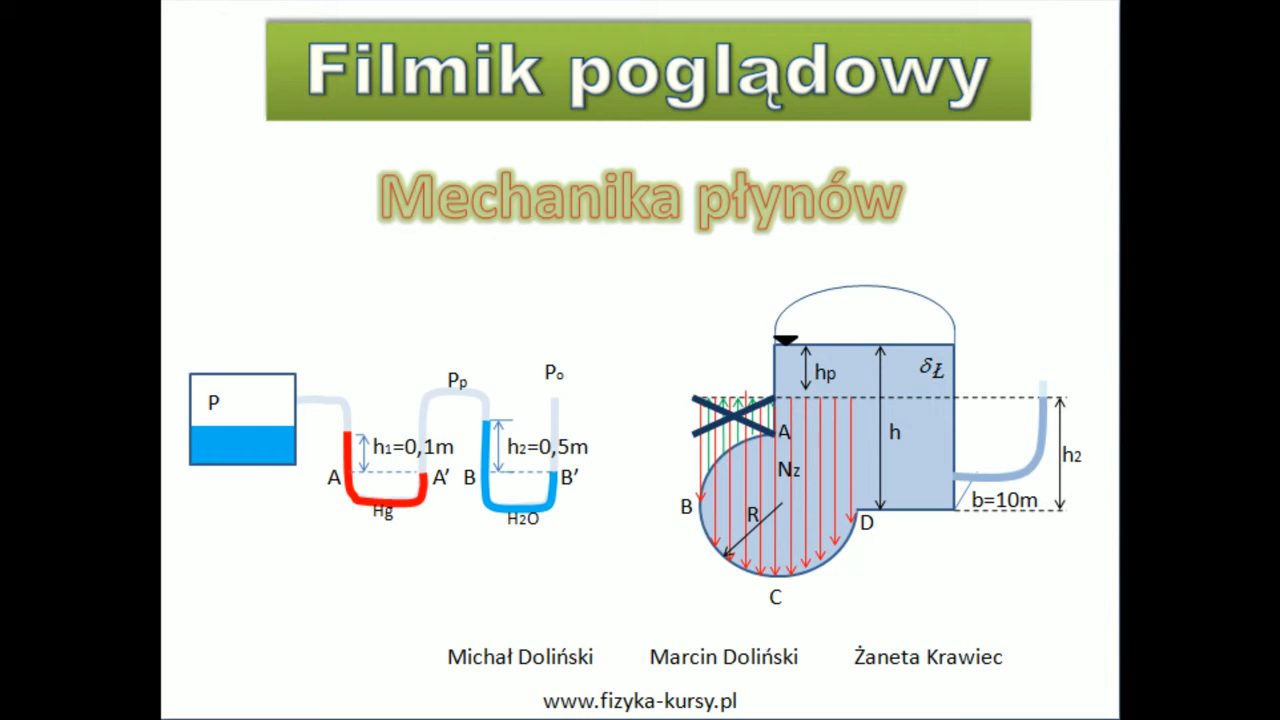 Filmik poglądowy
Mechanika płynów
P
A
h1=0,1m
A’
Hg
Pp
B
h2=0,5m
B’
H2O
Po
hp
δŁ
A
h
Nz
h2
B
R
D
b=10m
C
Michał Doliński Marcin Doliński Żaneta Krawiec
www.fizyka-kursy.pl